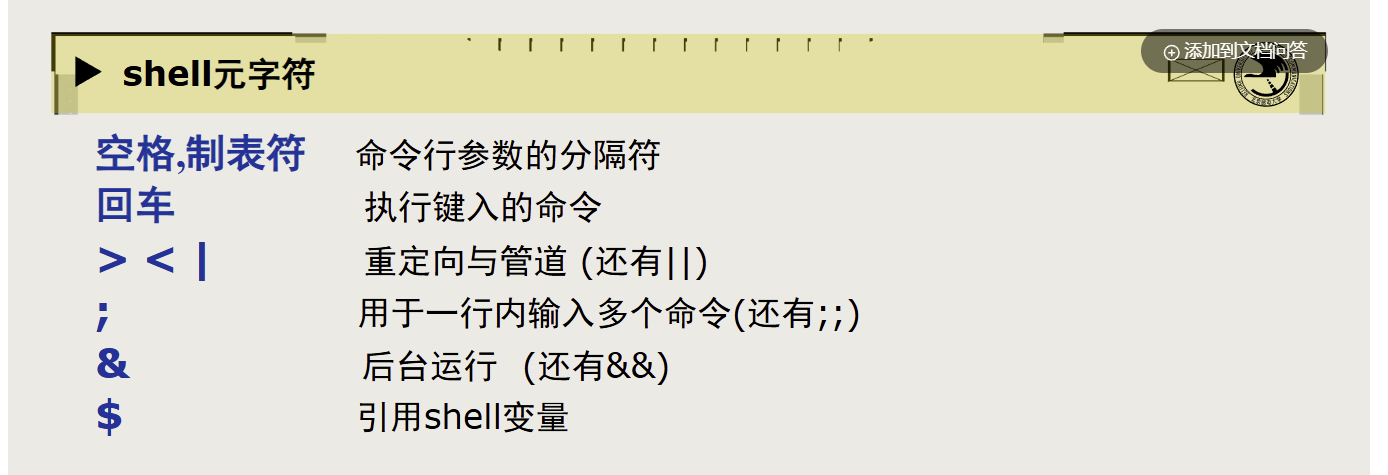 添加到文档问答
shell元字符
空格,制表符 命令行参数的分隔符
回车 执行键入的命令
> < | 重定向与管道 (还有||)
; 用于一行内输入多个命令(还有;;)
& 后台运行 (还有&&)
$ 引用shell变量